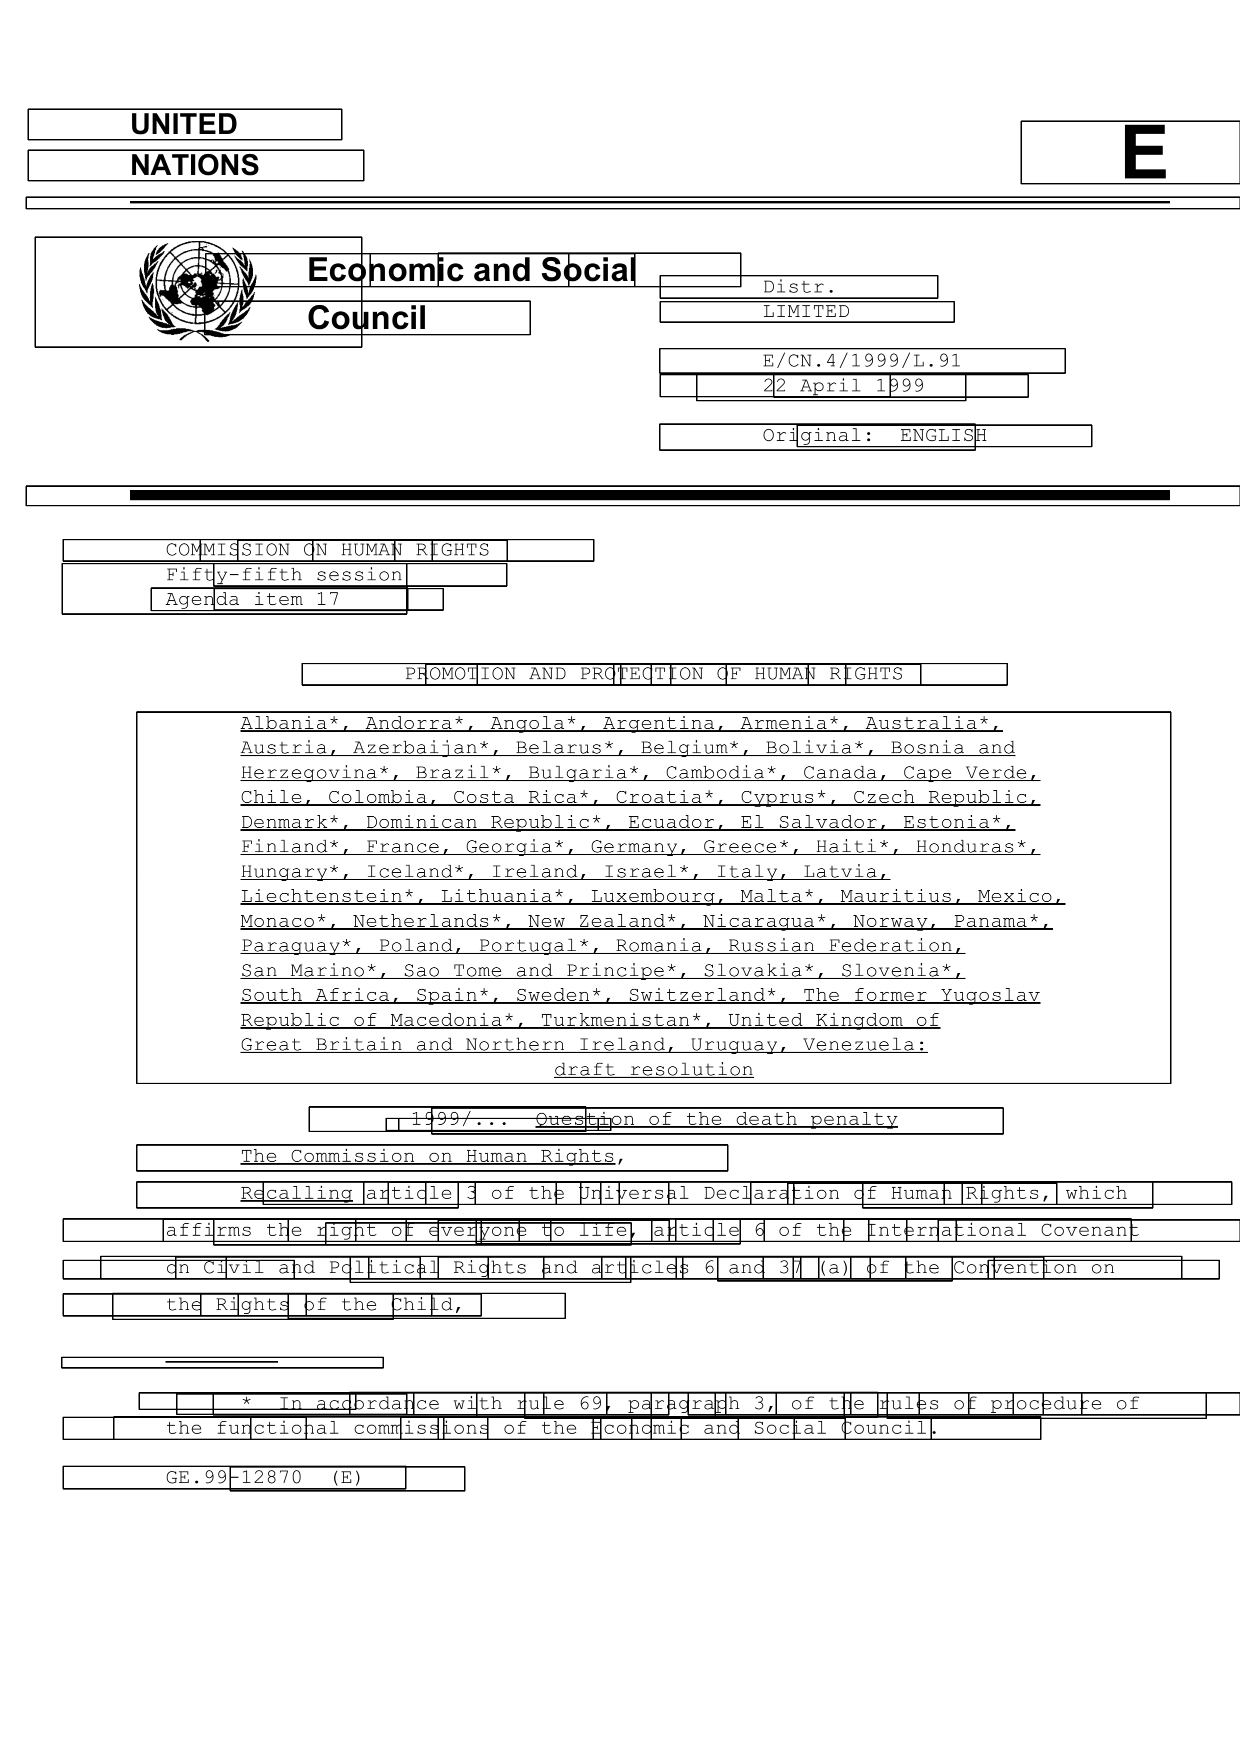 UNITED
NATIONS
E
Economic and Social
Council
Distr.
LIMITED
E/CN.4/1999/L.91
22 April 1999
Original:  ENGLISH
COMMISSION ON HUMAN RIGHTS
Fifty-fifth session
Agenda item 17
PROMOTION AND PROTECTION OF HUMAN RIGHTS
Albania*, Andorra*, Angola*, Argentina, Armenia*, Australia*,
Austria, Azerbaijan*, Belarus*, Belgium*, Bolivia*, Bosnia and
Herzegovina*, Brazil*, Bulgaria*, Cambodia*, Canada, Cape Verde,
Chile, Colombia, Costa Rica*, Croatia*, Cyprus*, Czech Republic,
Denmark*, Dominican Republic*, Ecuador, El Salvador, Estonia*,
Finland*, France, Georgia*, Germany, Greece*, Haiti*, Honduras*,
Hungary*, Iceland*, Ireland, Israel*, Italy, Latvia,
Liechtenstein*, Lithuania*, Luxembourg, Malta*, Mauritius, Mexico,
Monaco*, Netherlands*, New Zealand*, Nicaragua*, Norway, Panama*,
Paraguay*, Poland, Portugal*, Romania, Russian Federation,
San Marino*, Sao Tome and Principe*, Slovakia*, Slovenia*,
South Africa, Spain*, Sweden*, Switzerland*, The former Yugoslav
Republic of Macedonia*, Turkmenistan*, United Kingdom of
Great Britain and Northern Ireland, Uruguay, Venezuela:
draft resolution
1999/...  Question of the death penalty
The Commission on Human Rights,
Recalling article 3 of the Universal Declaration of Human Rights, which
affirms the right of everyone to life, article 6 of the International Covenant
on Civil and Political Rights and articles 6 and 37 (a) of the Convention on
the Rights of the Child,
*  In accordance with rule 69, paragraph 3, of the rules of procedure of
the functional commissions of the Economic and Social Council.
GE.99-12870  (E)